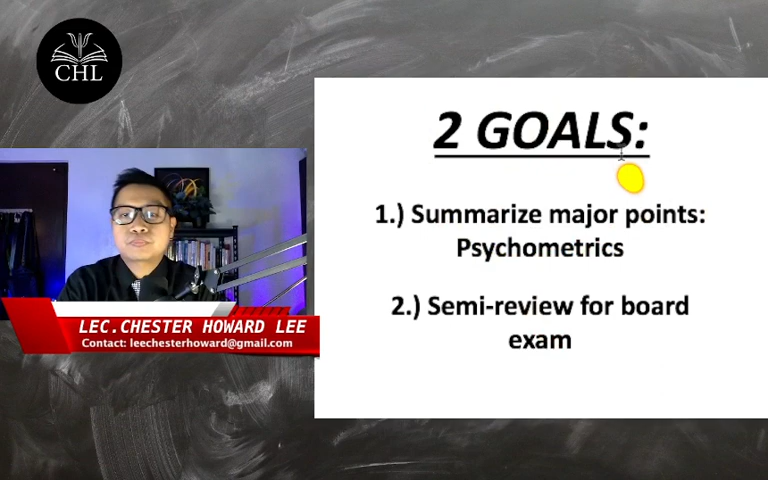 CHL
2 GOALS:
1.) Summarize major points:
Psychometrics
2.) Semi-review for board
exam
LEC.CHESTER HOWARD LEE
Contact: leechesterhoward@gmail.com